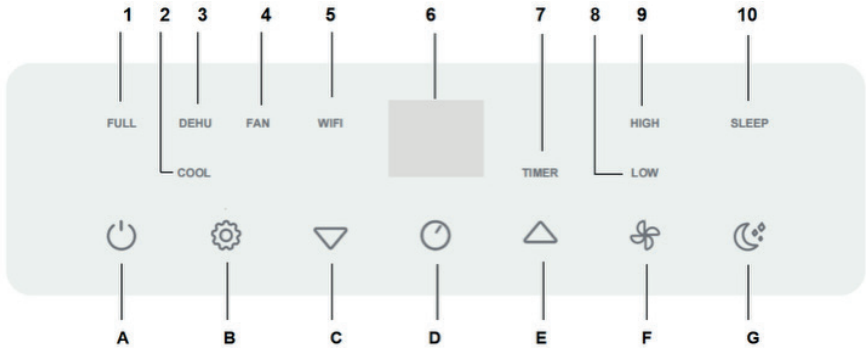 1 2 3 4 5 6 7 8 9 10
FULL DEHU FAN WIFI HIGH SLEEP
COOL TIMER LOW
A B C D E F G